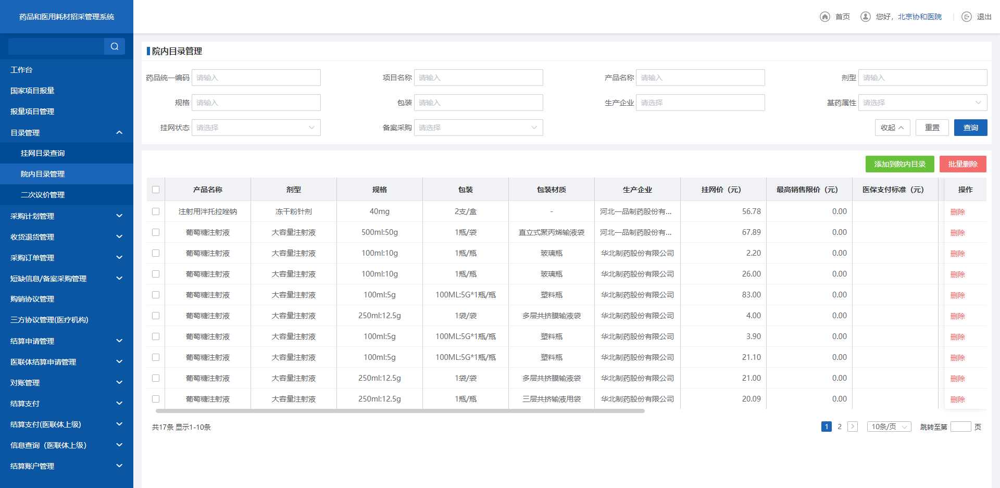 药品和医用耗材招采管理系统
首页 您好，北京协和医院 退出
工作台
国家项目报量
报量项目管理
目录管理
挂网目录查询
院内目录管理
二次议价管理
采购计划管理
收货退货管理
采购订单管理
短缺信息/备案采购管理
购销协议管理
三方协议管理(医疗机构)
结算申请管理
医联体结算申请管理
对账管理
结算支付
结算支付(医联体上级)
信息查询（医联体上级）
结算账户管理
院内目录管理
药品统一编码 请输入 项目名称 请输入 产品名称 请输入 剂型 请输入
规格 请输入 包装 请输入 生产企业 请选择 基药属性 请选择
挂网状态 请选择 备案采购 请选择 收起 重置 查询
添加到院内目录 批量删除
产品名称 剂型 规格 包装 包装材质 生产企业 挂网价（元） 最高销售限价（元） 医保支付标准（元） 操作
注射用泮托拉唑钠 冻干粉针剂 40mg 2支/盒 - 河北一品制药股份有... 56.78 0.00 删除
葡萄糖注射液 大容量注射液 500ml:50g 1瓶/袋 直立式聚丙烯输液袋 河北一品制药股份有... 67.89 0.00 删除
葡萄糖注射液 大容量注射液 100ml:10g 1瓶/瓶 玻璃瓶 华北制药股份有限公司 2.20 0.00 删除
葡萄糖注射液 大容量注射液 100ml:10g 1瓶/瓶 玻璃瓶 华北制药股份有限公司 26.00 0.00 删除
葡萄糖注射液 大容量注射液 100ml:5g 100ML:5G*1瓶/瓶 塑料瓶 华北制药股份有限公司 83.00 0.00 删除
葡萄糖注射液 大容量注射液 250ml:12.5g 1袋/袋 多层共挤膜输液袋 华北制药股份有限公司 4.00 0.00 删除
葡萄糖注射液 大容量注射液 100ml:5g 100ML:5G*1瓶/瓶 塑料瓶 华北制药股份有限公司 3.90 0.00 删除
葡萄糖注射液 大容量注射液 100ml:5g 100ML:5G*1瓶/瓶 塑料瓶 华北制药股份有限公司 21.10 0.00 删除
葡萄糖注射液 大容量注射液 250ml:12.5g 1袋/袋 多层共挤膜输液袋 华北制药股份有限公司 21.00 0.00 删除
葡萄糖注射液 大容量注射液 250ml:12.5g 1瓶/瓶 三层共挤输液用袋 华北制药股份有限公司 20.09 0.00 删除
共17条 显示1-10条 1 2 10条/页 跳转至第 页